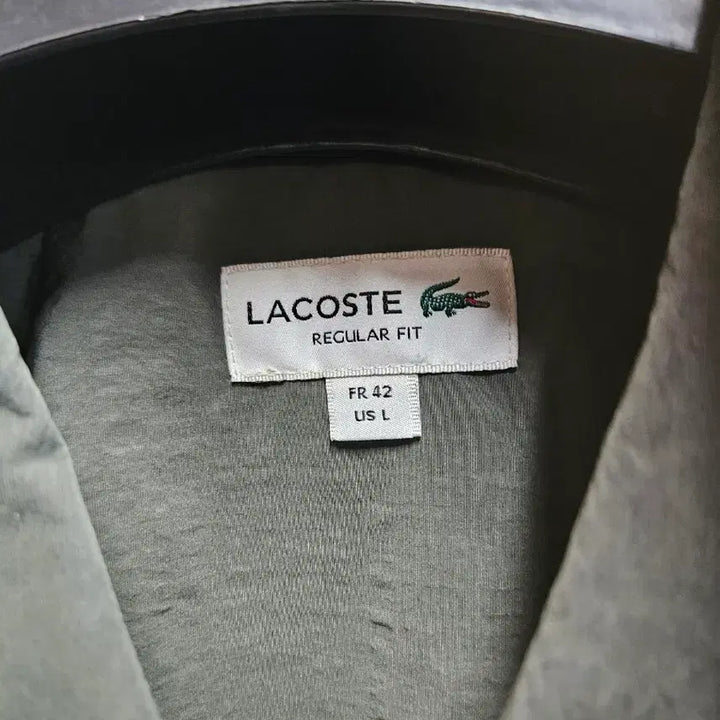 LACOSTE
REGULAR FIT
FR 42
US L